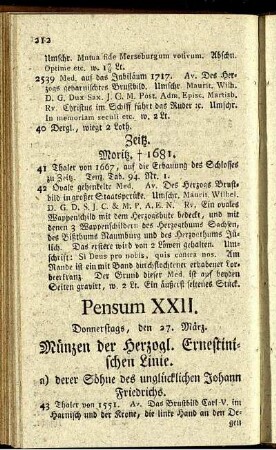 212
Umschr. Mutua fide Merseburgum votivum. Abschn.
Optime etc. w. 1⅞ Lt.
2539 Med. auf das Jubiläum 1717. Av. Des Her-
zogs geharnischtes Brustbild. Umschr. Maurit. Wilh.
D. G. Dux Sax. J. C. M. Post. Adm. Episc. Martisb.
Rv. Christus im Schiff führt das Ruder ꝛc. Umschr.
In memoriam seculi etc. w. 2 Lt.
40 Dergl., wiegt 2 Loth.
Zeitz.
Moritz, † 1681.
41 Thaler von 1667, auf die Erbauung des Schlosses
zu Zeitz. Tenz. Tab. 94. Nr. 1.
42 Ovale gehenkelte Med. Av. Des Herzogs Brust-
bild in großer Staatsperüke. Umschr. Maurit. Wilhel.
D. G. D. S. J. C. & M. P. A. E. N. Rv. Ein ovales
Wappenschild mit dem Herzogshute bedeckt, und mit
denen 3 Wappenschildern des Herzogthums Sachsen,
des Bißthums Naumburg und des Herzogthums Jü-
lich. Das erstere wird von 2 Löwen gehalten. Um-
schrift: Si Deus pro nobis, quis contra nos. Am
Rande ist ein mit Band durchflochtener erhabener Lor-
beerkranz. Der Grund dieser Med. ist auf beyden
Seiten gravirt, w. 2 Lt. Ein äußerst seltenes Stück.
Pensum XXII.
Donnerstags, den 27. März.
Münzen der Herzogl. Ernestini-
schen Linie.
a) derer Söhne des unglücklichen Johann
Friedrichs.
43 Thaler von 1551. Av. Das Brustbild Carl V. im
Harnisch und der Krone, die linke Hand an den De-
gen